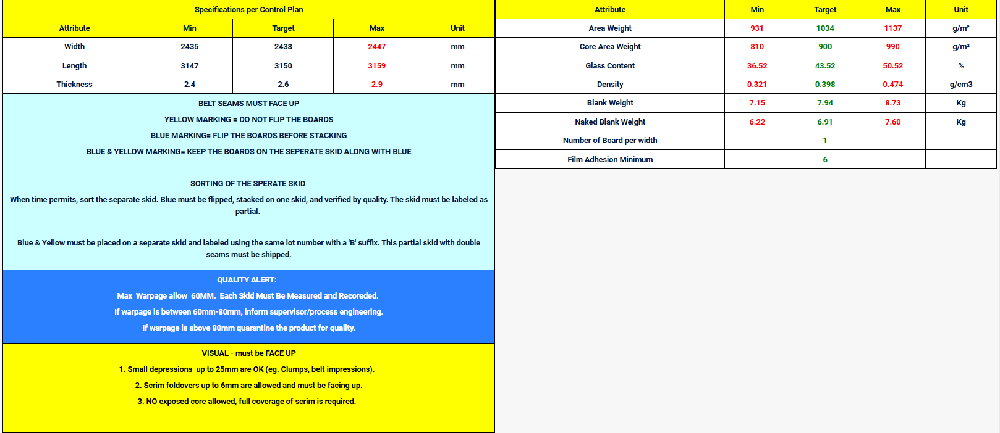 Specifications per Control Plan
Attribute Min Target Max Unit
Width 2435 2438 2447 mm
Length 3147 3150 3159 mm
Thickness 2.4 2.6 2.9 mm
BELT SEAMS MUST FACE UP
YELLOW MARKING = DO NOT FLIP THE BOARDS
BLUE MARKING= FLIP THE BOARDS BEFORE STACKING
BLUE & YELLOW MARKING= KEEP THE BOARDS ON THE SEPERATE SKID ALONG WITH BLUE
SORTING OF THE SPERATE SKID
When time permits, sort the separate skid. Blue must be flipped, stacked on one skid, and verified by quality. The skid must be labeled as
partial.
Blue & Yellow must be placed on a separate skid and labeled using the same lot number with a 'B' suffix. This partial skid with double
seams must be shipped.
QUALITY ALERT:
Max Warpage allow 60MM. Each Skid Must Be Measured and Recoreded.
If warpage is between 60mm-80mm, inform supervisor/process engineering.
If warpage is above 80mm quarantine the product for quality.
VISUAL - must be FACE UP
1. Small depressions up to 25mm are OK (eg. Clumps, belt impressions).
2. Scrim foldovers up to 6mm are allowed and must be facing up.
3. NO exposed core allowed, full coverage of scrim is required.
Attribute Min Target Max Unit
Area Weight 931 1034 1137 g/m²
Core Area Weight 810 900 990 g/m²
Glass Content 36.52 43.52 50.52 %
Density 0.321 0.398 0.474 g/cm3
Blank Weight 7.15 7.94 8.73 Kg
Naked Blank Weight 6.22 6.91 7.60 Kg
Number of Board per width 1
Film Adhesion Minimum 6